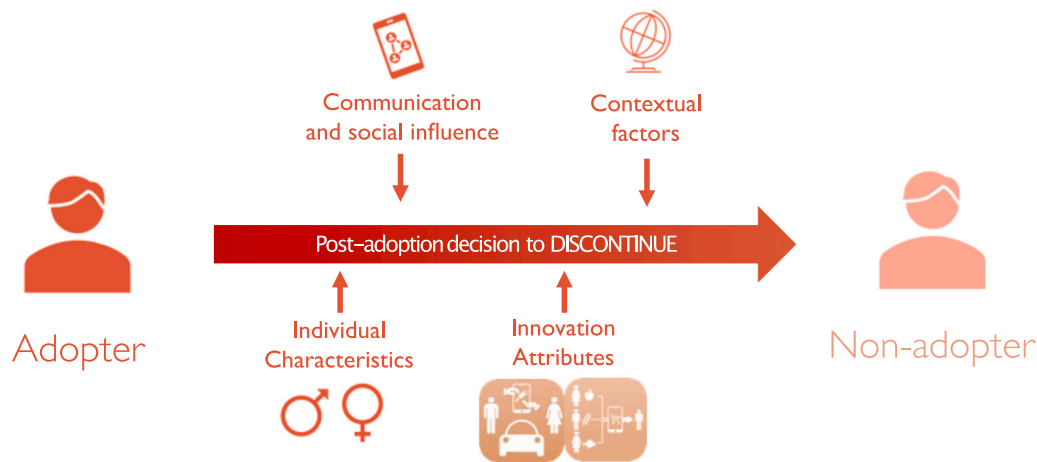 Communication
and social influence
Contextual
factors
Post-adoption decision to DISCONTINUE
Adopter
Individual
Characteristics
Innovation
Attributes
Non-adopter